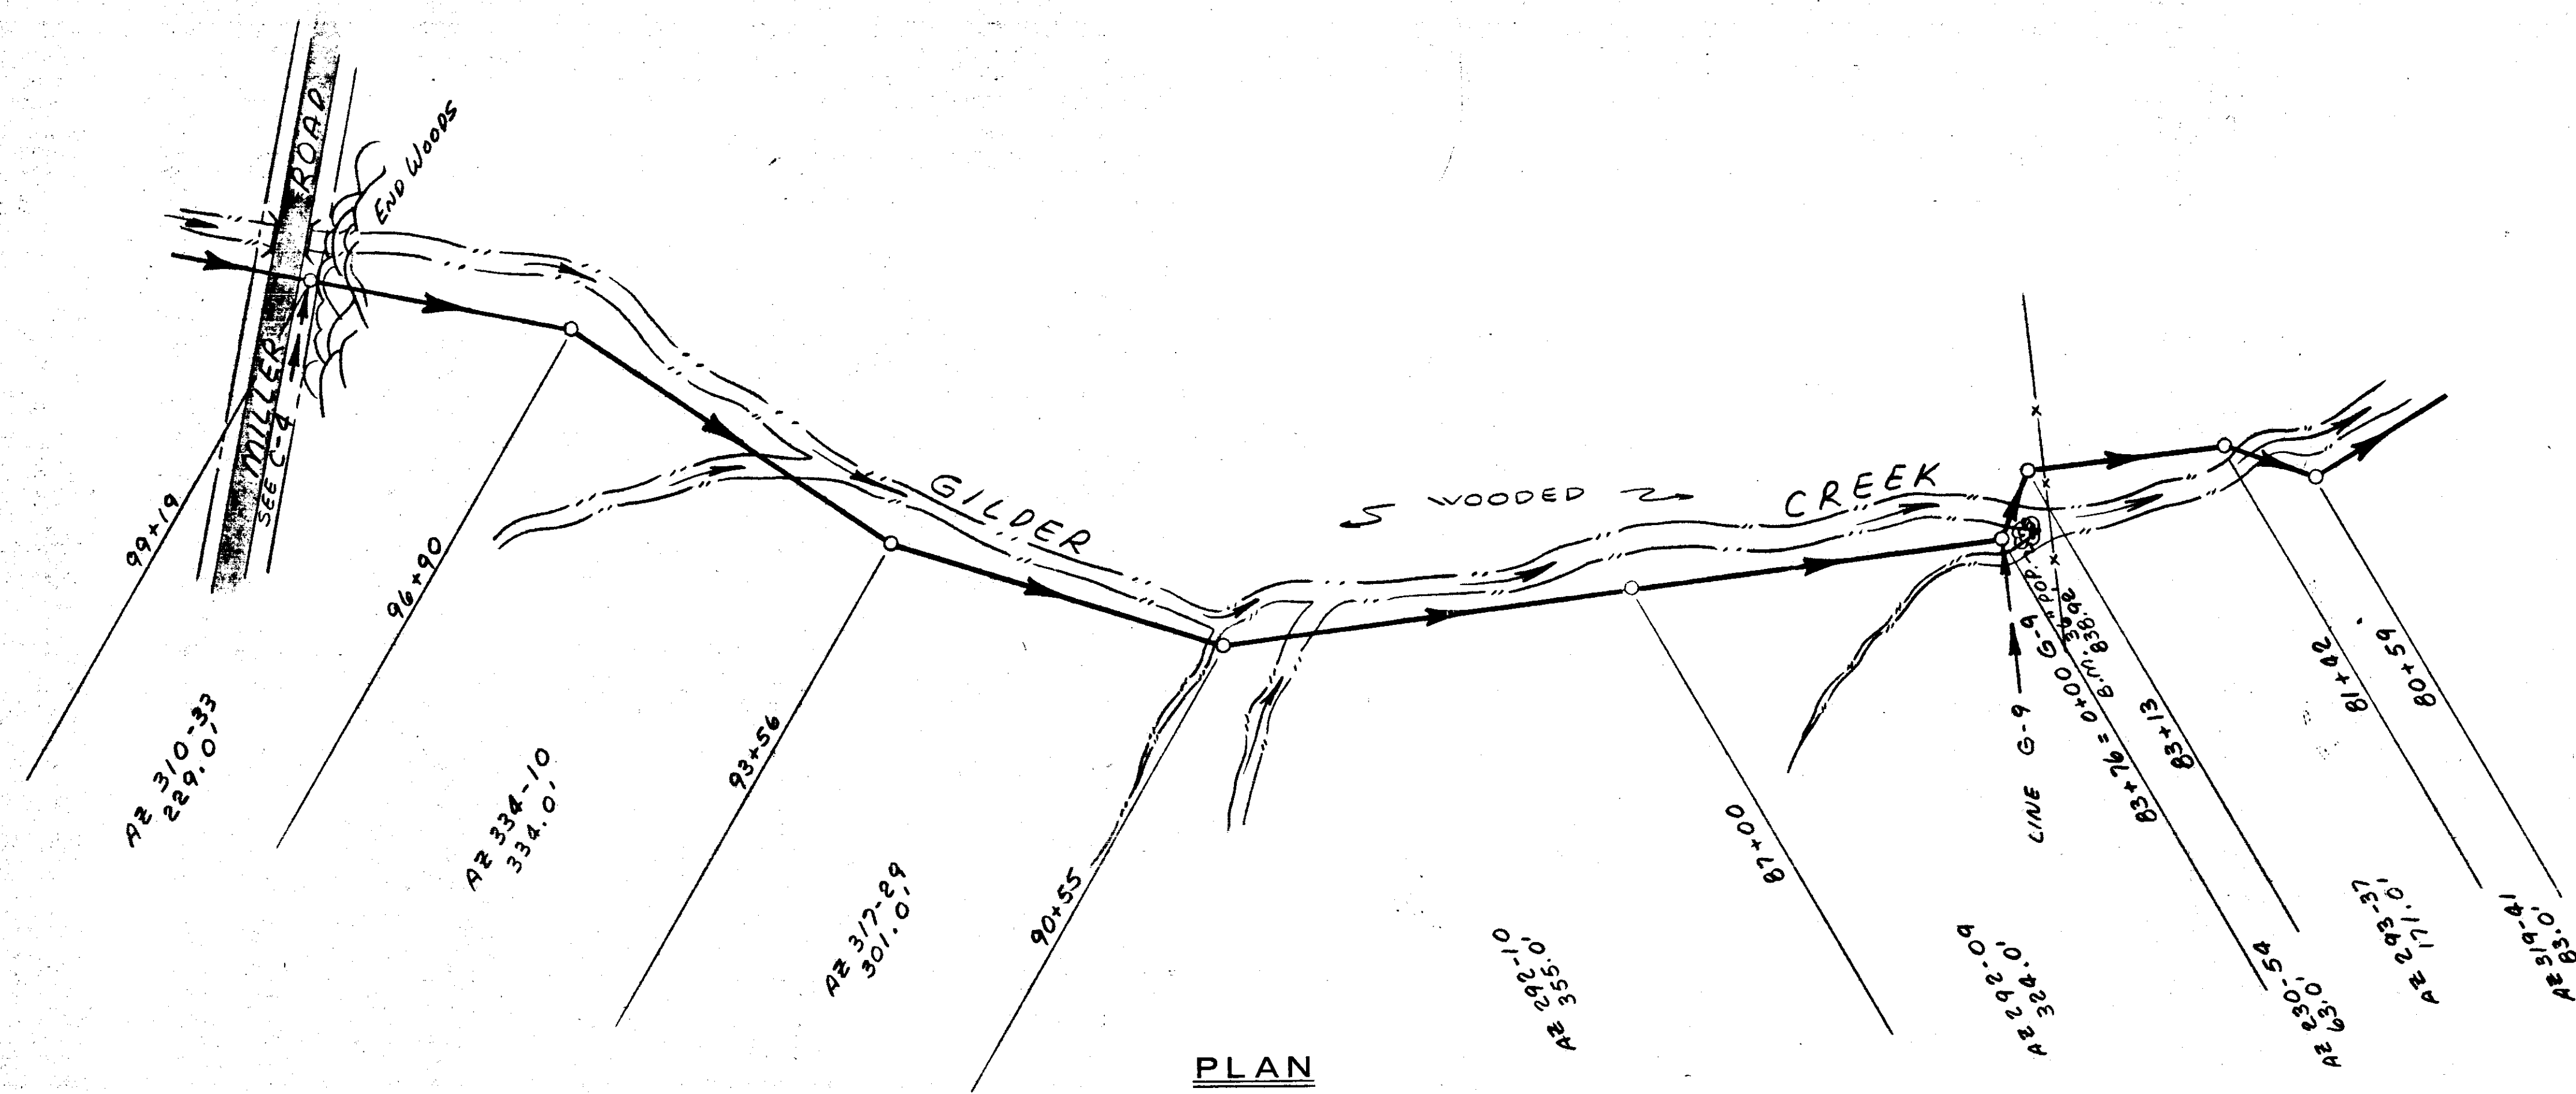 MILLER ROAD
SEE C-4
END WOODS
GILDER CREEK
WOODED
99+19
96+90
93+56
90+55
87+00
LINE G-9
83+76 = 0+00 G-9
B.M. 36" POP.
838.92
83+13
81+42
80+59
AZ 310-33
229.0'
AZ 334-10
334.0'
AZ 317-29
301.0'
AZ 292-10
355.0'
AZ 292-09
324.0'
AZ 230-54
63.0'
AZ 293-37
171.0'
AZ 319-41
83.0'
PLAN